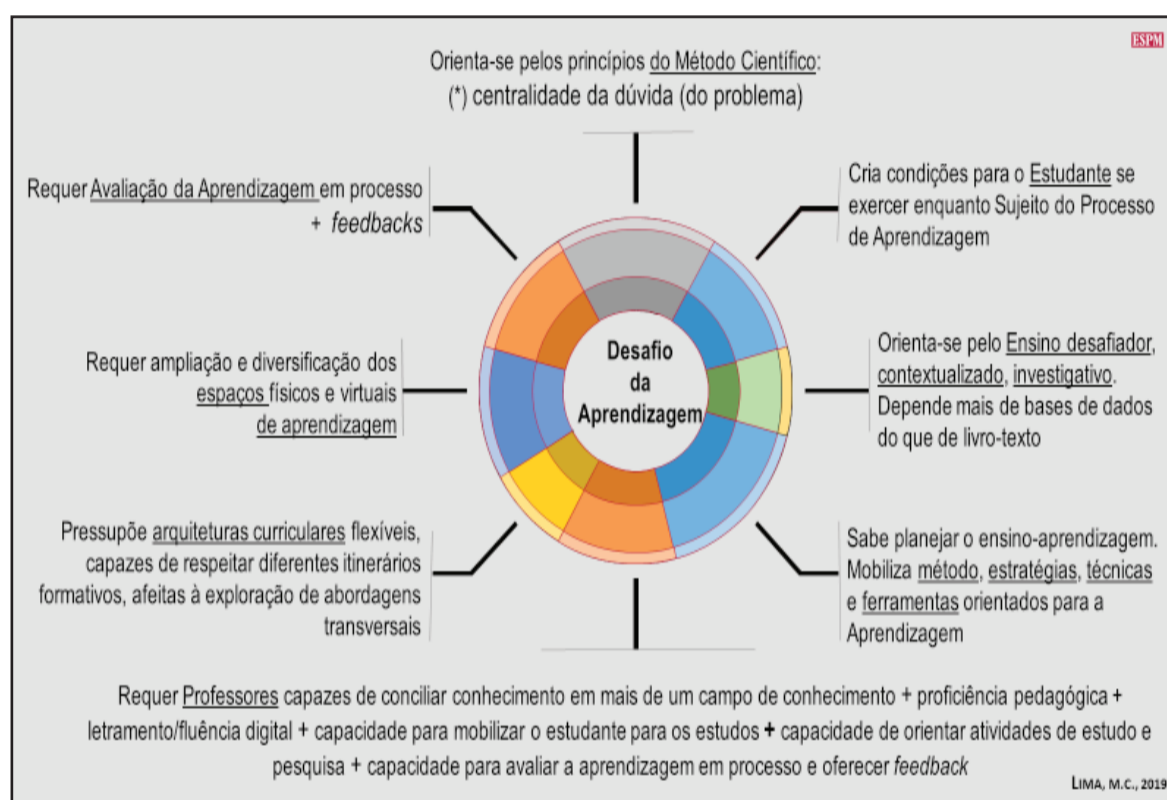 ESPM
Orienta-se pelos princípios do Método Científico:
(*) centralidade da dúvida (do problema)
Requer Avaliação da Aprendizagem em processo
+ feedbacks
Cria condições para o Estudante se
exercer enquanto Sujeito do Processo
de Aprendizagem
Requer ampliação e diversificação dos
espaços físicos e virtuais
de aprendizagem
Desafio
da
Aprendizagem
Orienta-se pelo Ensino desafiador,
contextualizado, investigativo.
Depende mais de bases de dados
do que de livro-texto
Pressupõe arquiteturas curriculares flexíveis,
capazes de respeitar diferentes itinerários
formativos, afeitas à exploração de abordagens
transversais
Sabe planejar o ensino-aprendizagem.
Mobiliza método, estratégias, técnicas
e ferramentas orientados para a
Aprendizagem
Requer Professores capazes de conciliar conhecimento em mais de um campo de conhecimento + proficiência pedagógica +
letramento/fluência digital + capacidade para mobilizar o estudante para os estudos + capacidade de orientar atividades de estudo e
pesquisa + capacidade para avaliar a aprendizagem em processo e oferecer feedback
LIMA, M.C., 2019